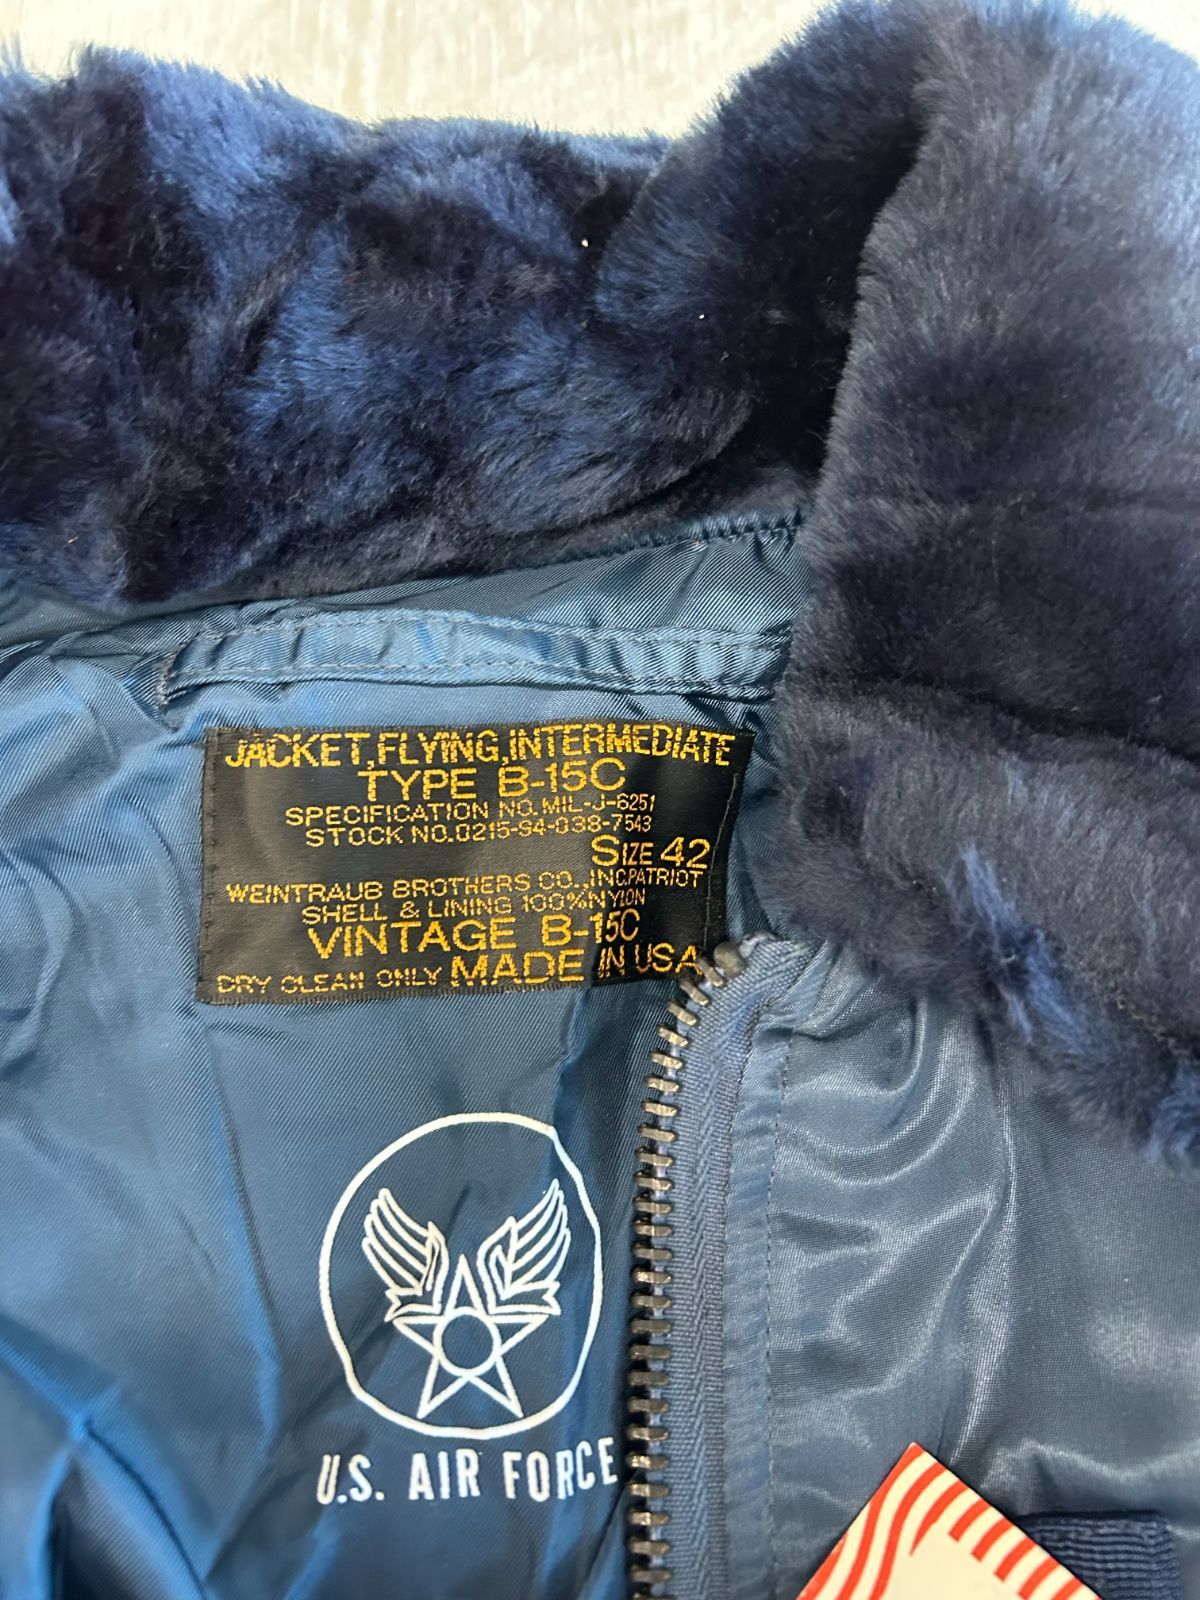 JACKET,FLYING,INTERMEDIATE
TYPE B-15C
SPECIFICATION NO.MIL-J-6251
STOCK NO.0215-94-038-7543
SIZE 42
WEINTRAUB BROTHERS CO.,INC.PATRIOT
SHELL & LINING 100%NYLON
VINTAGE B-15C
DRY CLEAN ONLY MADE IN USA
U.S. AIR FORCE